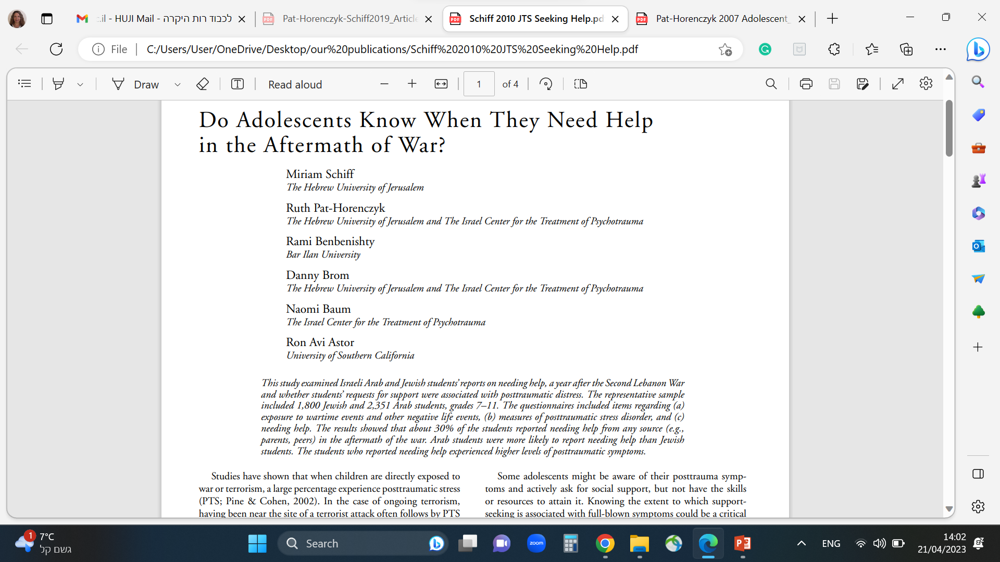 לכבוד רות היקרה - HUJI Mail - il.
Pat-Horenczyk-Schiff2019_Article
Schiff 2010 JTS Seeking Help.pd
Pat-Horenczyk 2007 Adolescent_
File
C:/Users/User/OneDrive/Desktop/our%20publications/Schiff%202010%20JTS%20Seeking%20Help.pdf
Draw
Read aloud
1
of 4
Do Adolescents Know When They Need Help
in the Aftermath of War?
Miriam Schiff
The Hebrew University of Jerusalem
Ruth Pat-Horenczyk
The Hebrew University of Jerusalem and The Israel Center for the Treatment of Psychotrauma
Rami Benbenishty
Bar Ilan University
Danny Brom
The Hebrew University of Jerusalem and The Israel Center for the Treatment of Psychotrauma
Naomi Baum
The Israel Center for the Treatment of Psychotrauma
Ron Avi Astor
University of Southern California
This study examined Israeli Arab and Jewish students' reports on needing help, a year after the Second Lebanon War
and whether students' requests for support were associated with posttraumatic distress. The representative sample
included 1,800 Jewish and 2,351 Arab students, grades 7–11. The questionnaires included items regarding (a)
exposure to wartime events and other negative life events, (b) measures of posttraumatic stress disorder, and (c)
needing help. The results showed that about 30% of the students reported needing help from any source (e.g.,
parents, peers) in the aftermath of the war. Arab students were more likely to report needing help than Jewish
students. The students who reported needing help experienced higher levels of posttraumatic symptoms.
Studies have shown that when children are directly exposed to
war or terrorism, a large percentage experience posttraumatic stress
(PTS; Pine & Cohen, 2002). In the case of ongoing terrorism,
having been near the site of a terrorist attack often follows by PTS
Some adolescents might be aware of their posttrauma symp-
toms and actively ask for social support, but not have the skills
or resources to attain it. Knowing the extent to which support-
seeking is associated with full-blown symptoms could be a critical
1
7°C
גשם קל
Search
zoom
ENG
14:02
21/04/2023